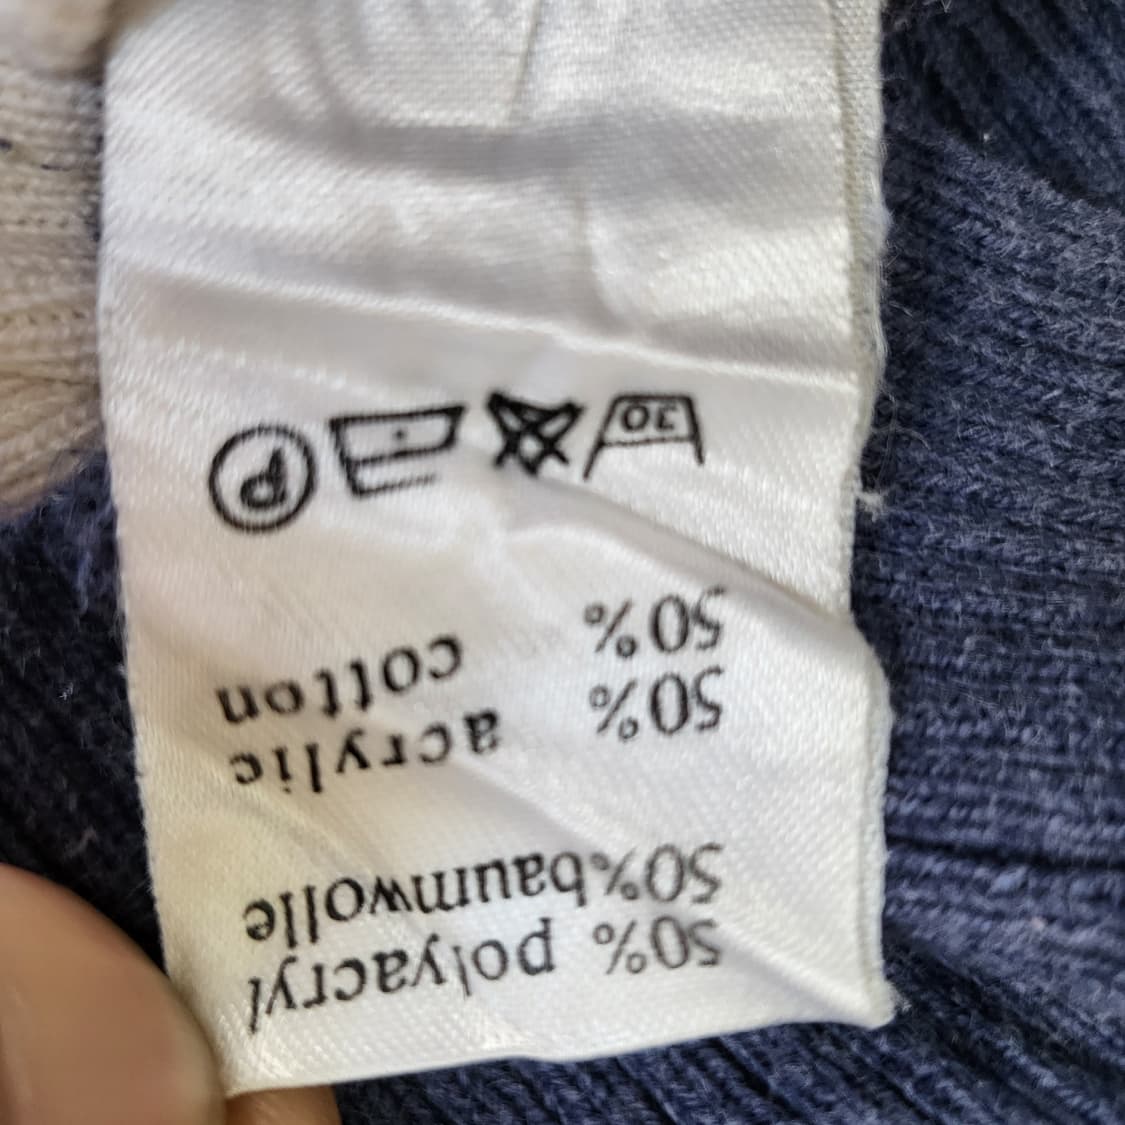 50% polyacryl
50%baumwolle
50% acrylic
50% cotton
30
P